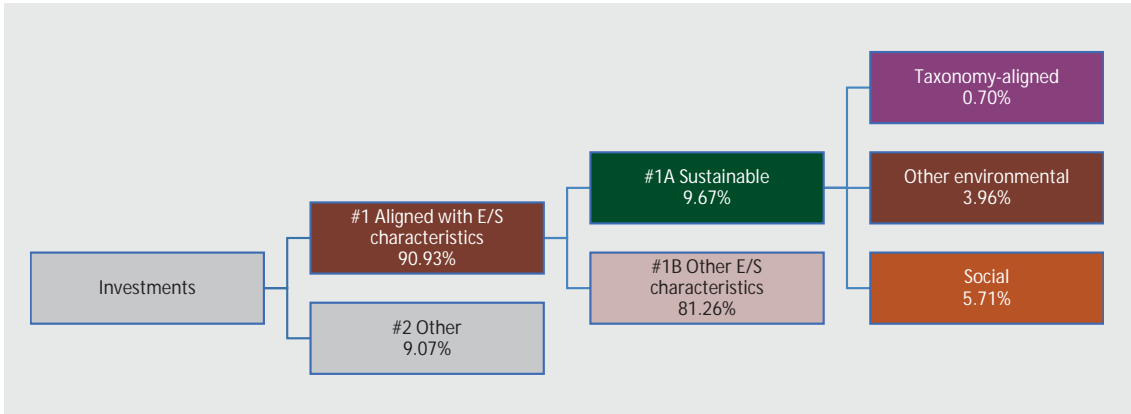 Investments
#1 Aligned with E/S
characteristics
90.93%
#2 Other
9.07%
#1A Sustainable
9.67%
#1B Other E/S
characteristics
81.26%
Taxonomy-aligned
0.70%
Other environmental
3.96%
Social
5.71%